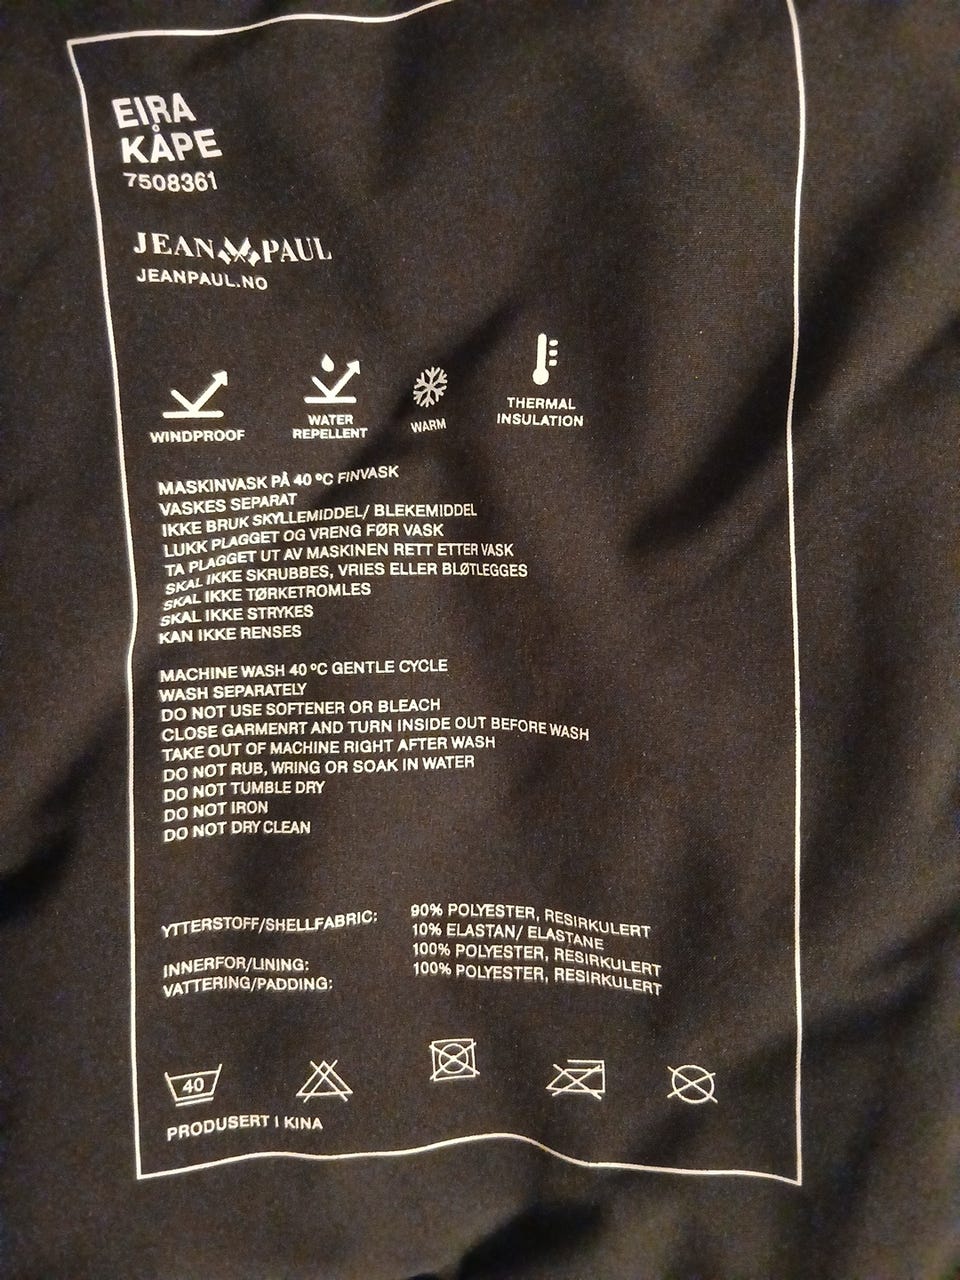 EIRA
KÅPE
7508361
JEAN PAUL
JEANPAUL.NO
WINDPROOF
WATER
REPELLENT
WARM
THERMAL
INSULATION
MASKINVASK PÅ 40 ºC FINVASK
VASKES SEPARAT
IKKE BRUK SKYLLEMIDDEL/ BLEKEMIDDEL
LUKK PLAGGET OG VRENG FØR VASK
TA PLAGGET UT AV MASKINEN RETT ETTER VASK
SKAL IKKE SKRUBBES, VRIES ELLER BLØTLEGGES
SKAL IKKE TØRKETROMLES
SKAL IKKE STRYKES
KAN IKKE RENSES
MACHINE WASH 40 ºC GENTLE CYCLE
WASH SEPARATELY
DO NOT USE SOFTENER OR BLEACH
CLOSE GARMENRT AND TURN INSIDE OUT BEFORE WASH
TAKE OUT OF MACHINE RIGHT AFTER WASH
DO NOT RUB, WRING OR SOAK IN WATER
DO NOT TUMBLE DRY
DO NOT IRON
DO NOT DRY CLEAN
YTTERSTOFF/SHELLFABRIC: 90% POLYESTER, RESIRKULERT
10% ELASTAN/ ELASTANE
INNERFOR/LINING: 100% POLYESTER, RESIRKULERT
VATTERING/PADDING: 100% POLYESTER, RESIRKULERT
40
PRODUSERT I KINA